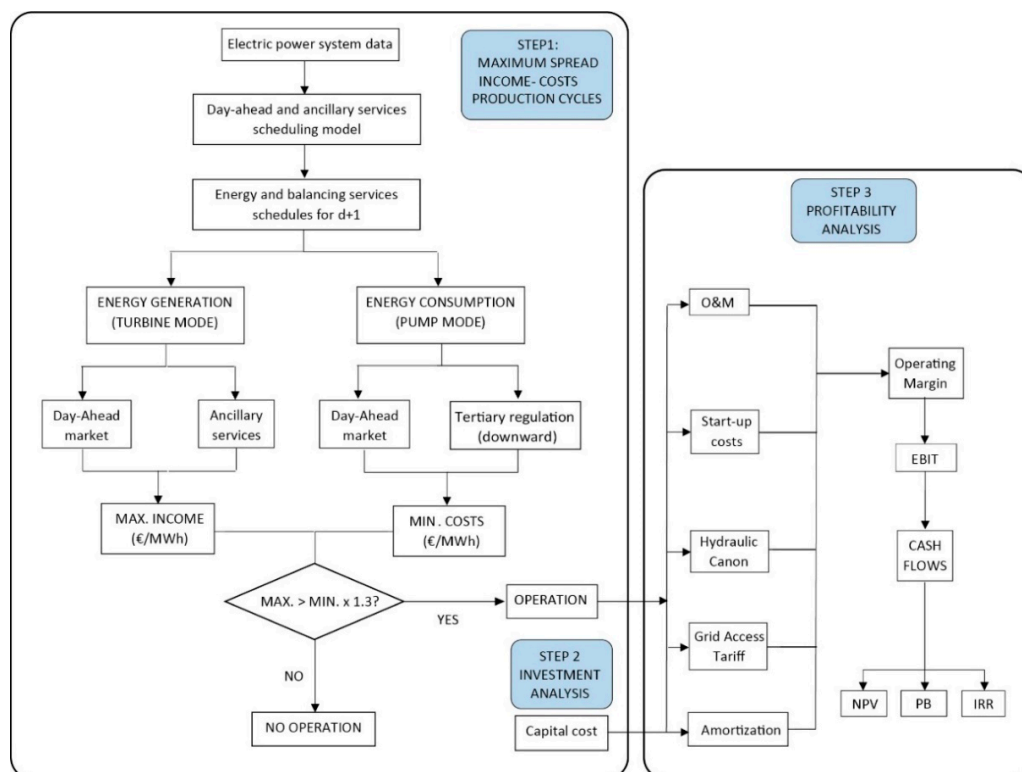 Electric power system data
STEP1:
MAXIMUM SPREAD
INCOME- COSTS
PRODUCTION CYCLES
Day-ahead and ancillary services
scheduling model
Energy and balancing services
schedules for d+1
ENERGY GENERATION
(TURBINE MODE)
ENERGY CONSUMPTION
(PUMP MODE)
Day-Ahead
market
Ancillary
services
Day-Ahead
market
Tertiary regulation
(downward)
MAX. INCOME
(€/MWh)
MIN. COSTS
(€/MWh)
MAX. > MIN. x 1.3?
YES
OPERATION
NO
NO OPERATION
STEP 2
INVESTMENT
ANALYSIS
Capital cost
STEP 3
PROFITABILITY
ANALYSIS
O&M
Start-up
costs
Hydraulic
Canon
Grid Access
Tariff
Amortization
Operating
Margin
EBIT
CASH
FLOWS
NPV
PB
IRR